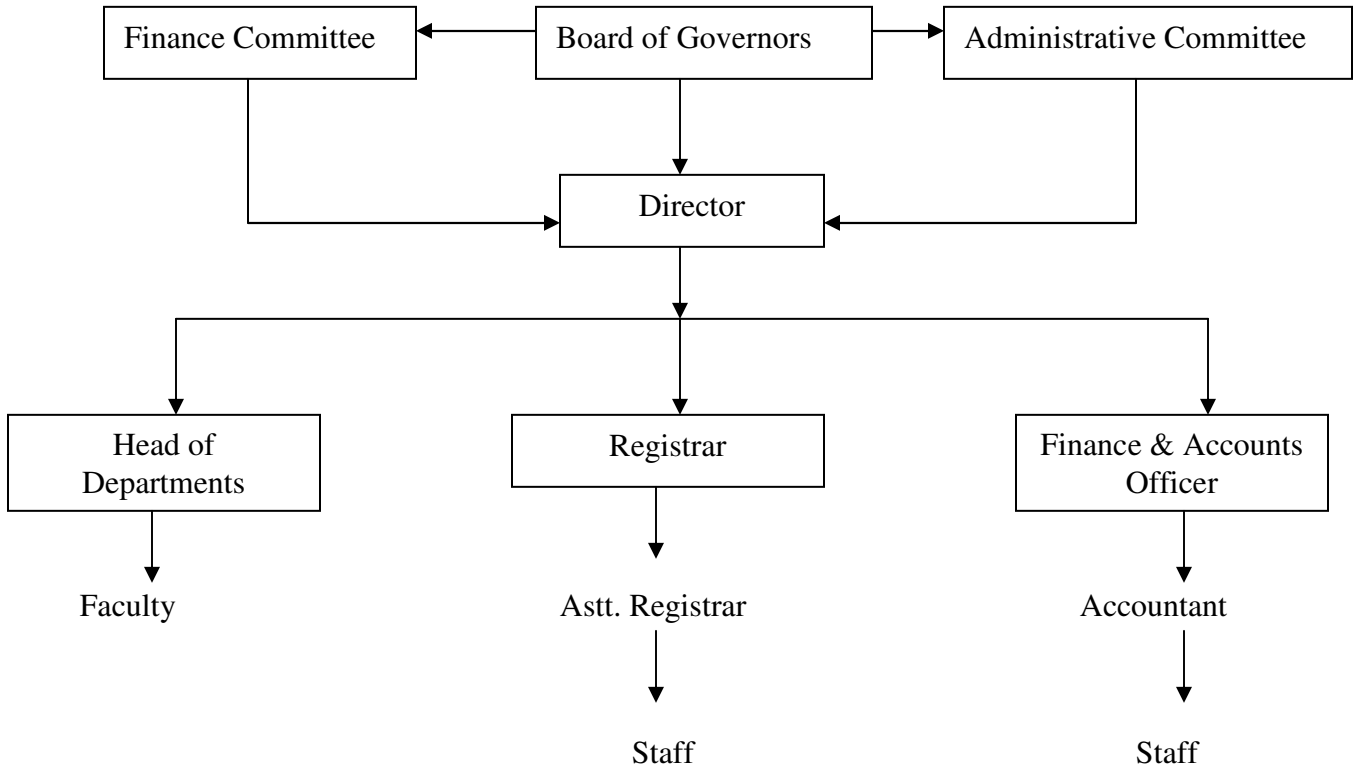 Finance Committee
Board of Governors
Administrative Committee
Director
Head of
Departments
Registrar
Finance & Accounts
Officer
Faculty
Astt. Registrar
Accountant
Staff
Staff